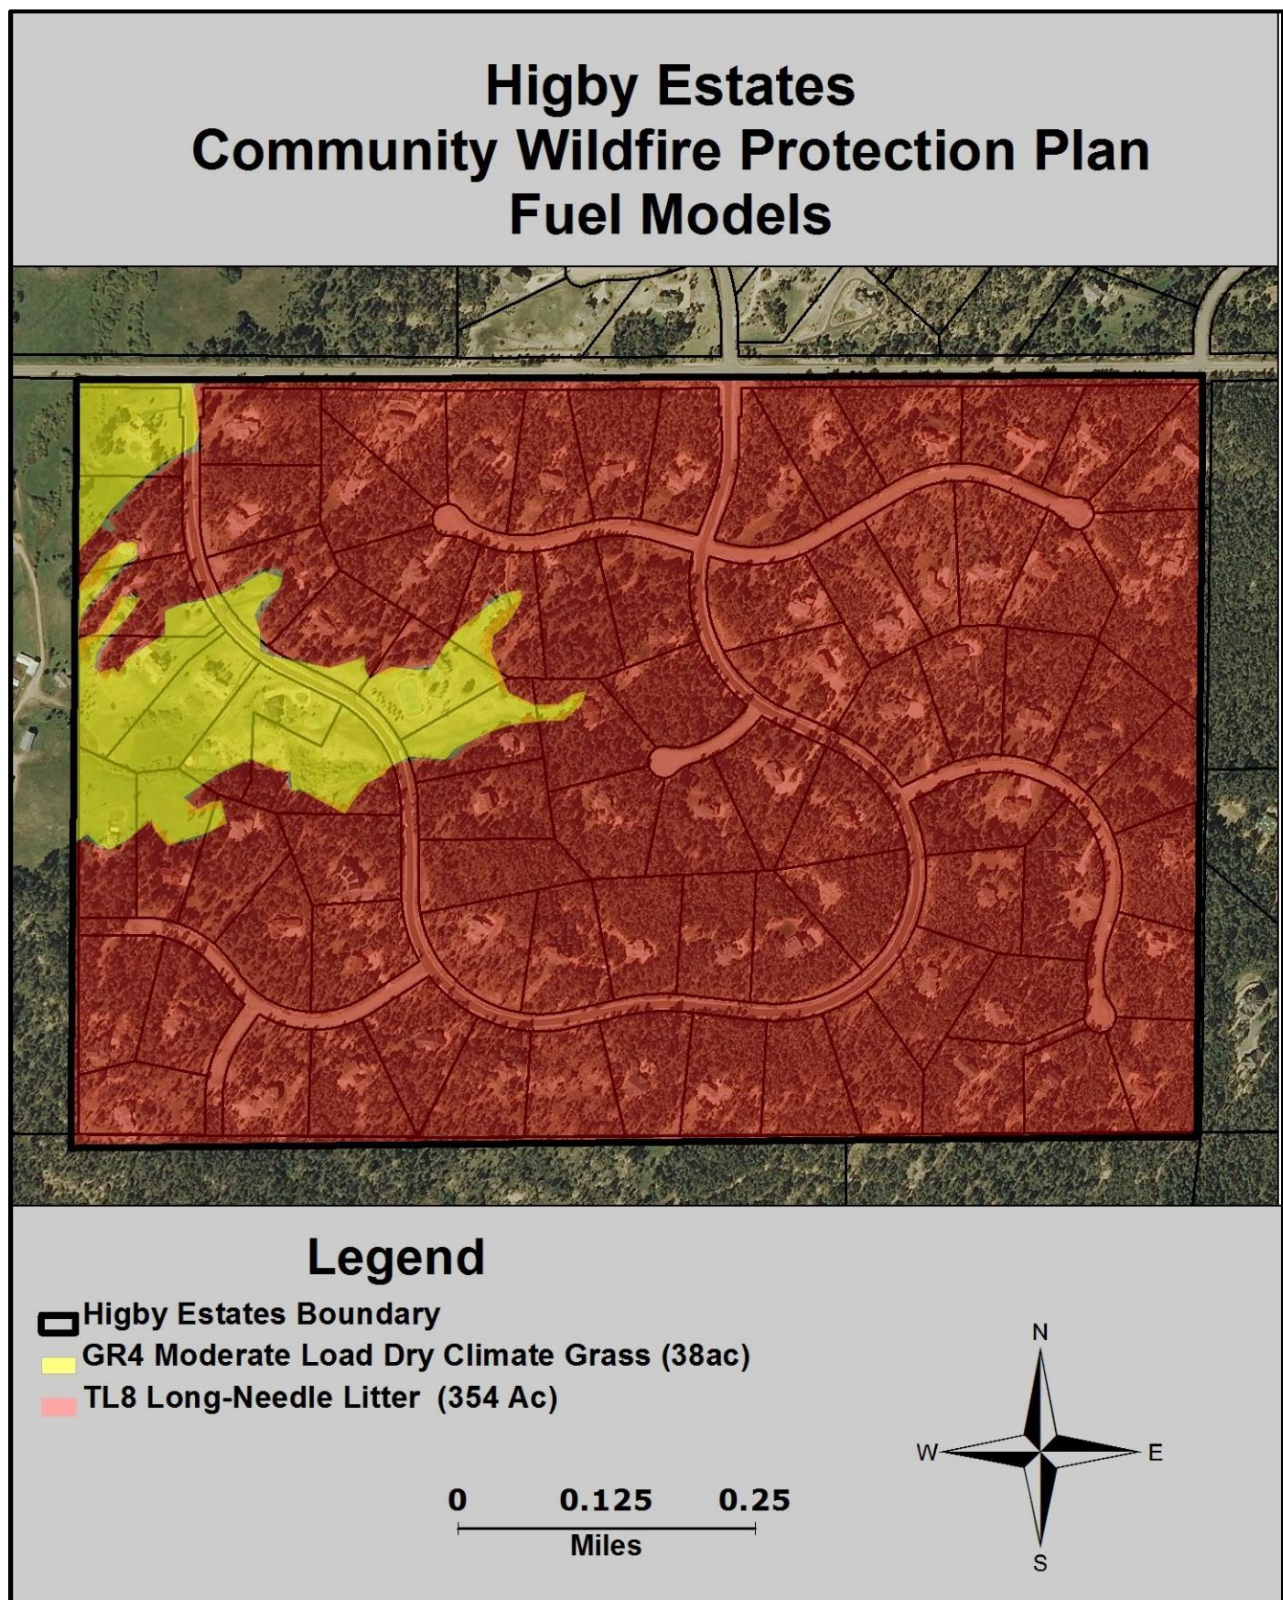 Higby Estates
Community Wildfire Protection Plan
Fuel Models
Legend
Higby Estates Boundary
GR4 Moderate Load Dry Climate Grass (38ac)
TL8 Long-Needle Litter (354 Ac)
N
W
E
S
0 0.125 0.25
Miles